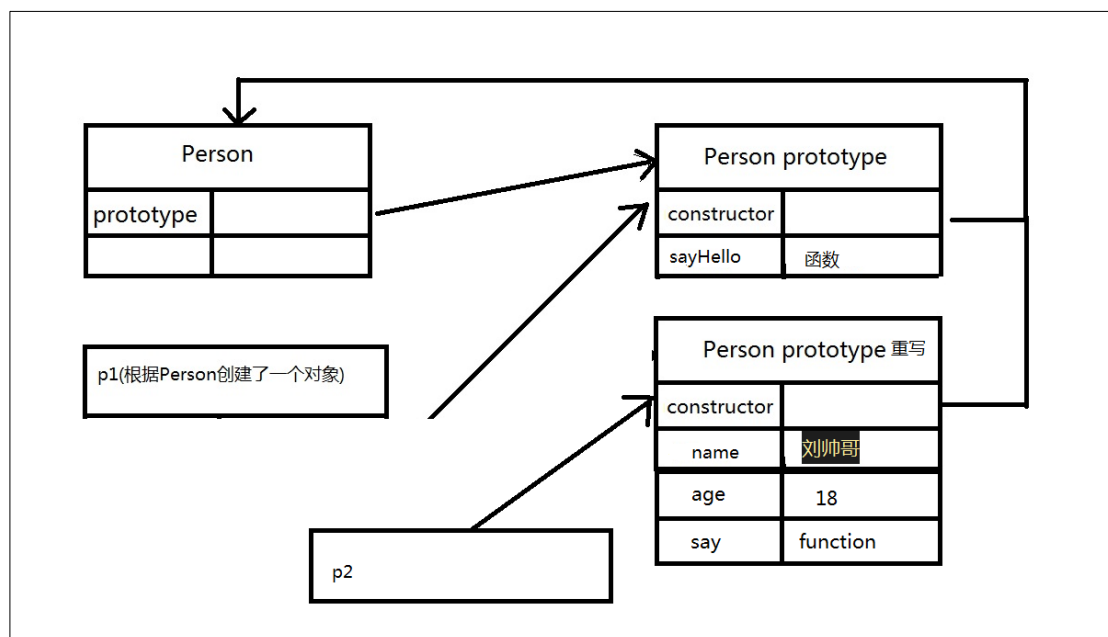 Person
prototype
Person prototype
constructor
sayHello 函数
p1(根据Person创建了一个对象)
Person prototype 重写
constructor
name 刘帅哥
age 18
say function
p2